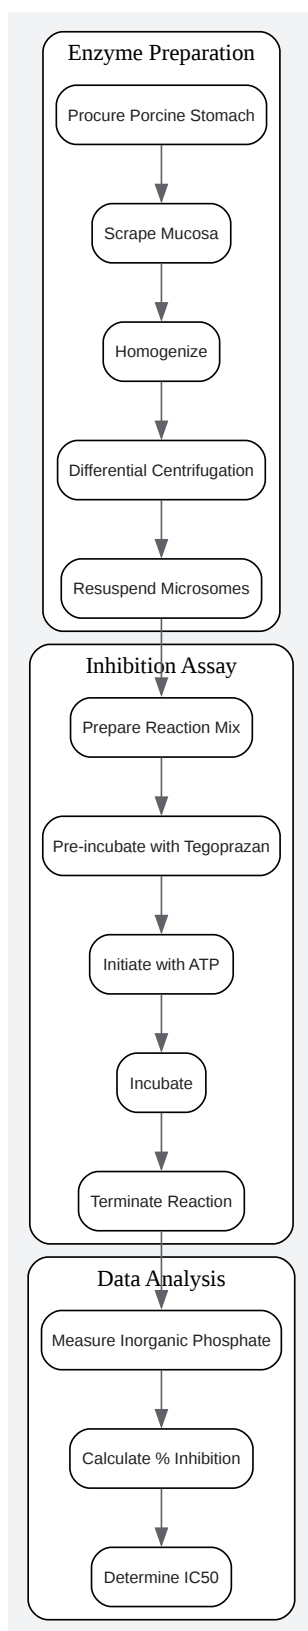 Enzyme Preparation
Procure Porcine Stomach
Scrape Mucosa
Homogenize
Differential Centrifugation
Resuspend Microsomes
Inhibition Assay
Prepare Reaction Mix
Pre-incubate with Tegoprazan
Initiate with ATP
Incubate
Terminate Reaction
Data Analysis
Measure Inorganic Phosphate
Calculate % Inhibition
Determine IC50